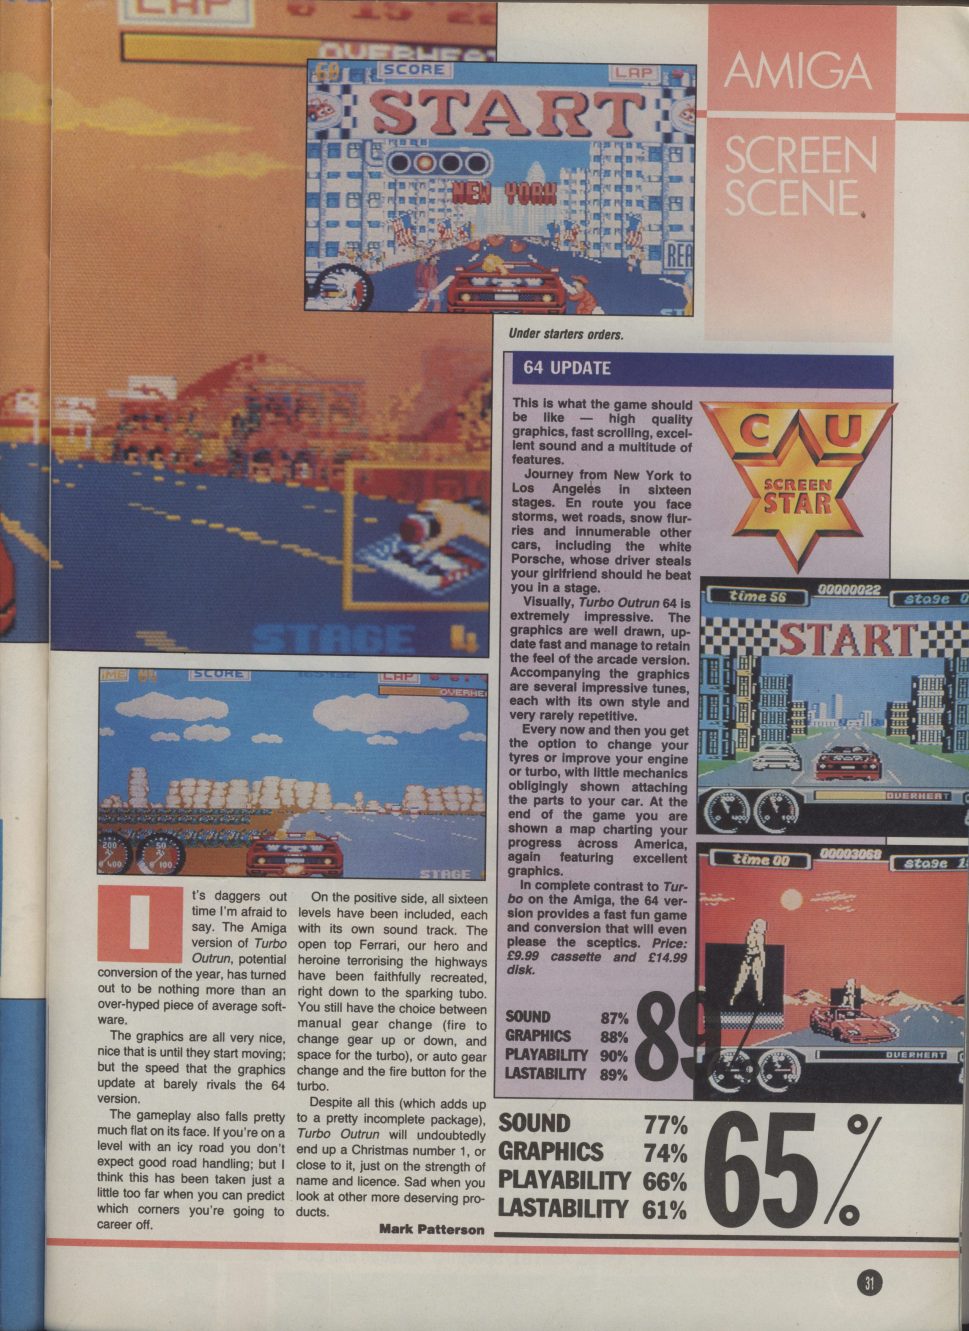 LAP
OVERHEAT
SCORE
LAP
START
NEW YORK
REA
ST
AMIGA
SCREEN
SCENE
Under starters orders.
STAGE 4
64 UPDATE
This is what the game should
be like — high quality
graphics, fast scrolling, excel-
lent sound and a multitude of
features.
Journey from New York to
Los Angelés in sixteen
stages. En route you face
storms, wet roads, snow flur-
ries and innumerable other
cars, including the white
Porsche, whose driver steals
your girlfriend should he beat
you in a stage.
Visually, Turbo Outrun 64 is
extremely impressive. The
graphics are well drawn, up-
date fast and manage to retain
the feel of the arcade version.
Accompanying the graphics
are several impressive tunes,
each with its own style and
very rarely repetitive.
Every now and then you get
the option to change your
tyres or improve your engine
or turbo, with little mechanics
obligingly shown attaching
the parts to your car. At the
end of the game you are
shown a map charting your
progress across America,
again featuring excellent
graphics.
In complete contrast to Tur-
bo on the Amiga, the 64 ver-
sion provides a fast fun game
and conversion that will even
please the sceptics. Price:
£9.99 cassette and £14.99
disk.
SOUND 87%
GRAPHICS 88%
PLAYABILITY 90%
LASTABILITY 89%
89%
CU
SCREEN
STAR
time 56 00000022 stage 0
START
OVERHEAT
time 00 00003068 stage 1
OVERHEAT
SCORE
LAP
OVERHE
200
400
50
100
STAGE
It's daggers out
time I'm afraid to
say. The Amiga
version of Turbo
Outrun, potential
conversion of the year, has turned
out to be nothing more than an
over-hyped piece of average soft-
ware.
The graphics are all very nice,
nice that is until they start moving;
but the speed that the graphics
update at barely rivals the 64
version.
The gameplay also falls pretty
much flat on its face. If you're on a
level with an icy road you don't
expect good road handling; but I
think this has been taken just a
little too far when you can predict
which corners you're going to
career off.
On the positive side, all sixteen
levels have been included, each
with its own sound track. The
open top Ferrari, our hero and
heroine terrorising the highways
have been faithfully recreated,
right down to the sparking tubo.
You still have the choice between
manual gear change (fire to
change gear up or down, and
space for the turbo), or auto gear
change and the fire button for the
turbo.
Despite all this (which adds up
to a pretty incomplete package),
Turbo Outrun will undoubtedly
end up a Christmas number 1, or
close to it, just on the strength of
name and licence. Sad when you
look at other more deserving pro-
ducts.
Mark Patterson
SOUND 77%
GRAPHICS 74%
PLAYABILITY 66%
LASTABILITY 61%
65%
31